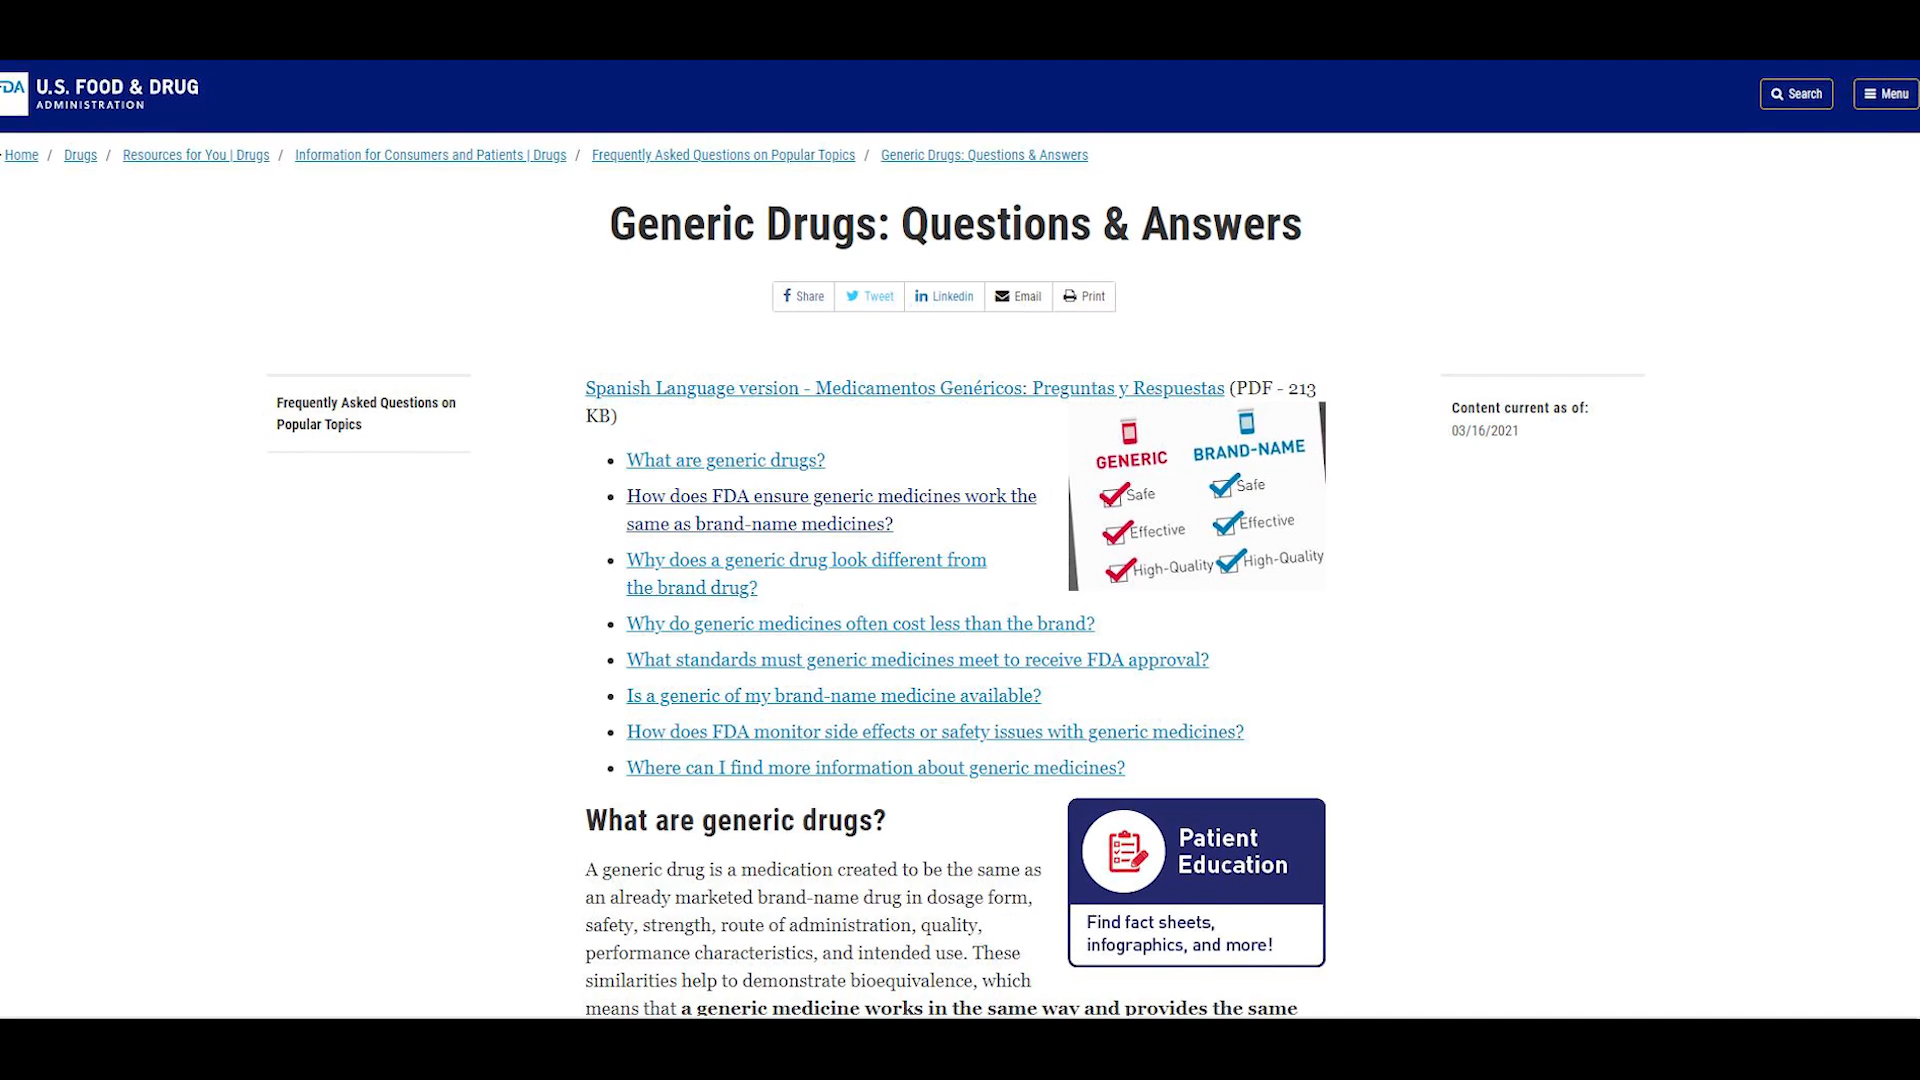 FDA U.S. FOOD & DRUG
ADMINISTRATION
Search
Menu
Home / Drugs / Resources for You | Drugs / Information for Consumers and Patients | Drugs / Frequently Asked Questions on Popular Topics / Generic Drugs: Questions & Answers
Generic Drugs: Questions & Answers
Share Tweet Linkedin Email Print
Frequently Asked Questions on
Popular Topics
Spanish Language version - Medicamentos Genéricos: Preguntas y Respuestas (PDF - 213
KB)
What are generic drugs?
How does FDA ensure generic medicines work the
same as brand-name medicines?
Why does a generic drug look different from
the brand drug?
Why do generic medicines often cost less than the brand?
What standards must generic medicines meet to receive FDA approval?
Is a generic of my brand-name medicine available?
How does FDA monitor side effects or safety issues with generic medicines?
Where can I find more information about generic medicines?
GENERIC
Safe
Effective
High-Quality
BRAND-NAME
Safe
Effective
High-Quality
Content current as of:
03/16/2021
What are generic drugs?
A generic drug is a medication created to be the same as
an already marketed brand-name drug in dosage form,
safety, strength, route of administration, quality,
performance characteristics, and intended use. These
similarities help to demonstrate bioequivalence, which
means that a generic medicine works in the same way and provides the same
Patient
Education
Find fact sheets,
infographics, and more!